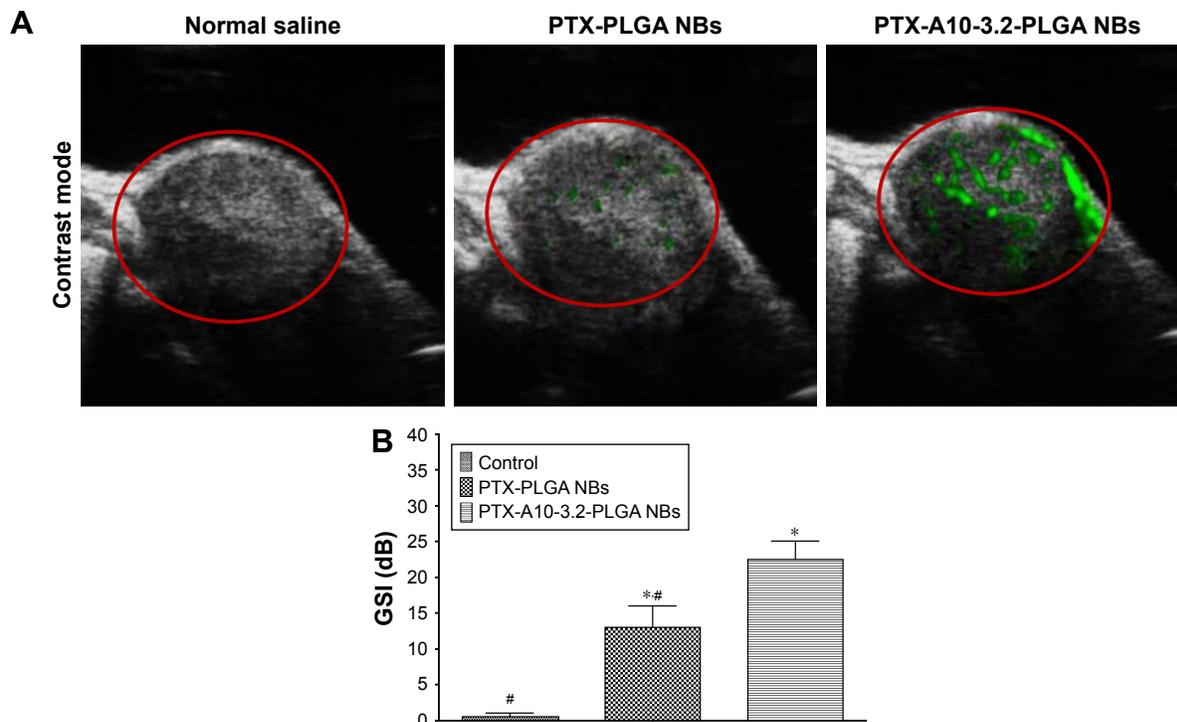 A
Normal saline
PTX-PLGA NBs
PTX-A10-3.2-PLGA NBs
Contrast mode
B
GSI (dB)
40
35
30
25
20
15
10
5
0
Control
PTX-PLGA NBs
PTX-A10-3.2-PLGA NBs
#
*,#
*